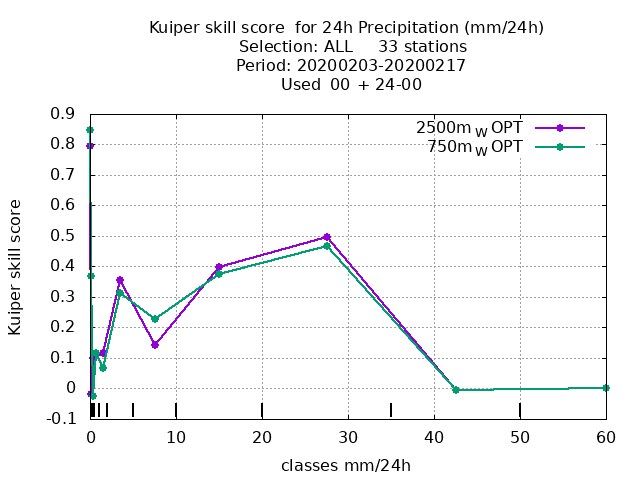 Kuiper skill score  for 24h Precipitation (mm/24h)
Selection: ALL     33 stations
Period: 20200203-20200217
Used  00 + 24-00
2500m_W OPT
750m_W OPT
0.9
0.8
0.7
0.6
0.5
0.4
0.3
0.2
0.1
0
-0.1
Kuiper skill score
0 10 20 30 40 50 60
classes mm/24h